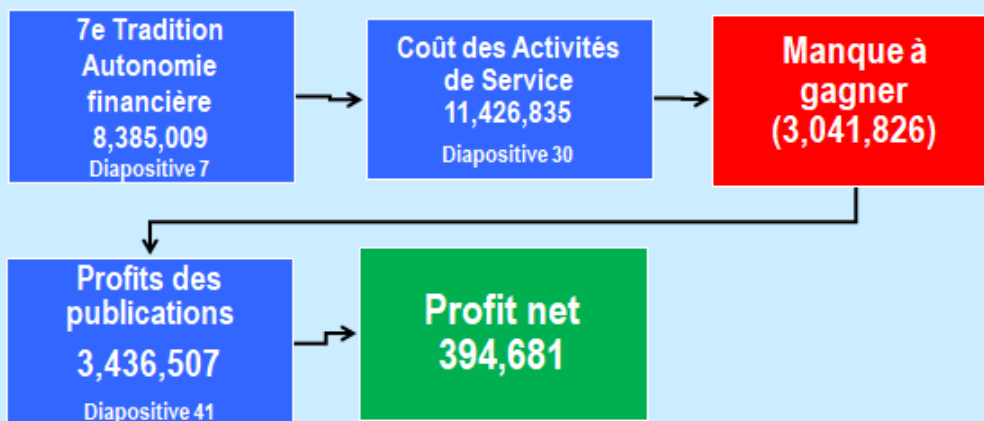 7e Tradition
Autonomie
financière
8,385,009
Diapositive 7
Coût des Activités
de Service
11,426,835
Diapositive 30
Manque à
gagner
(3,041,826)
Profits des
publications
3,436,507
Diapositive 41
Profit net
394,681